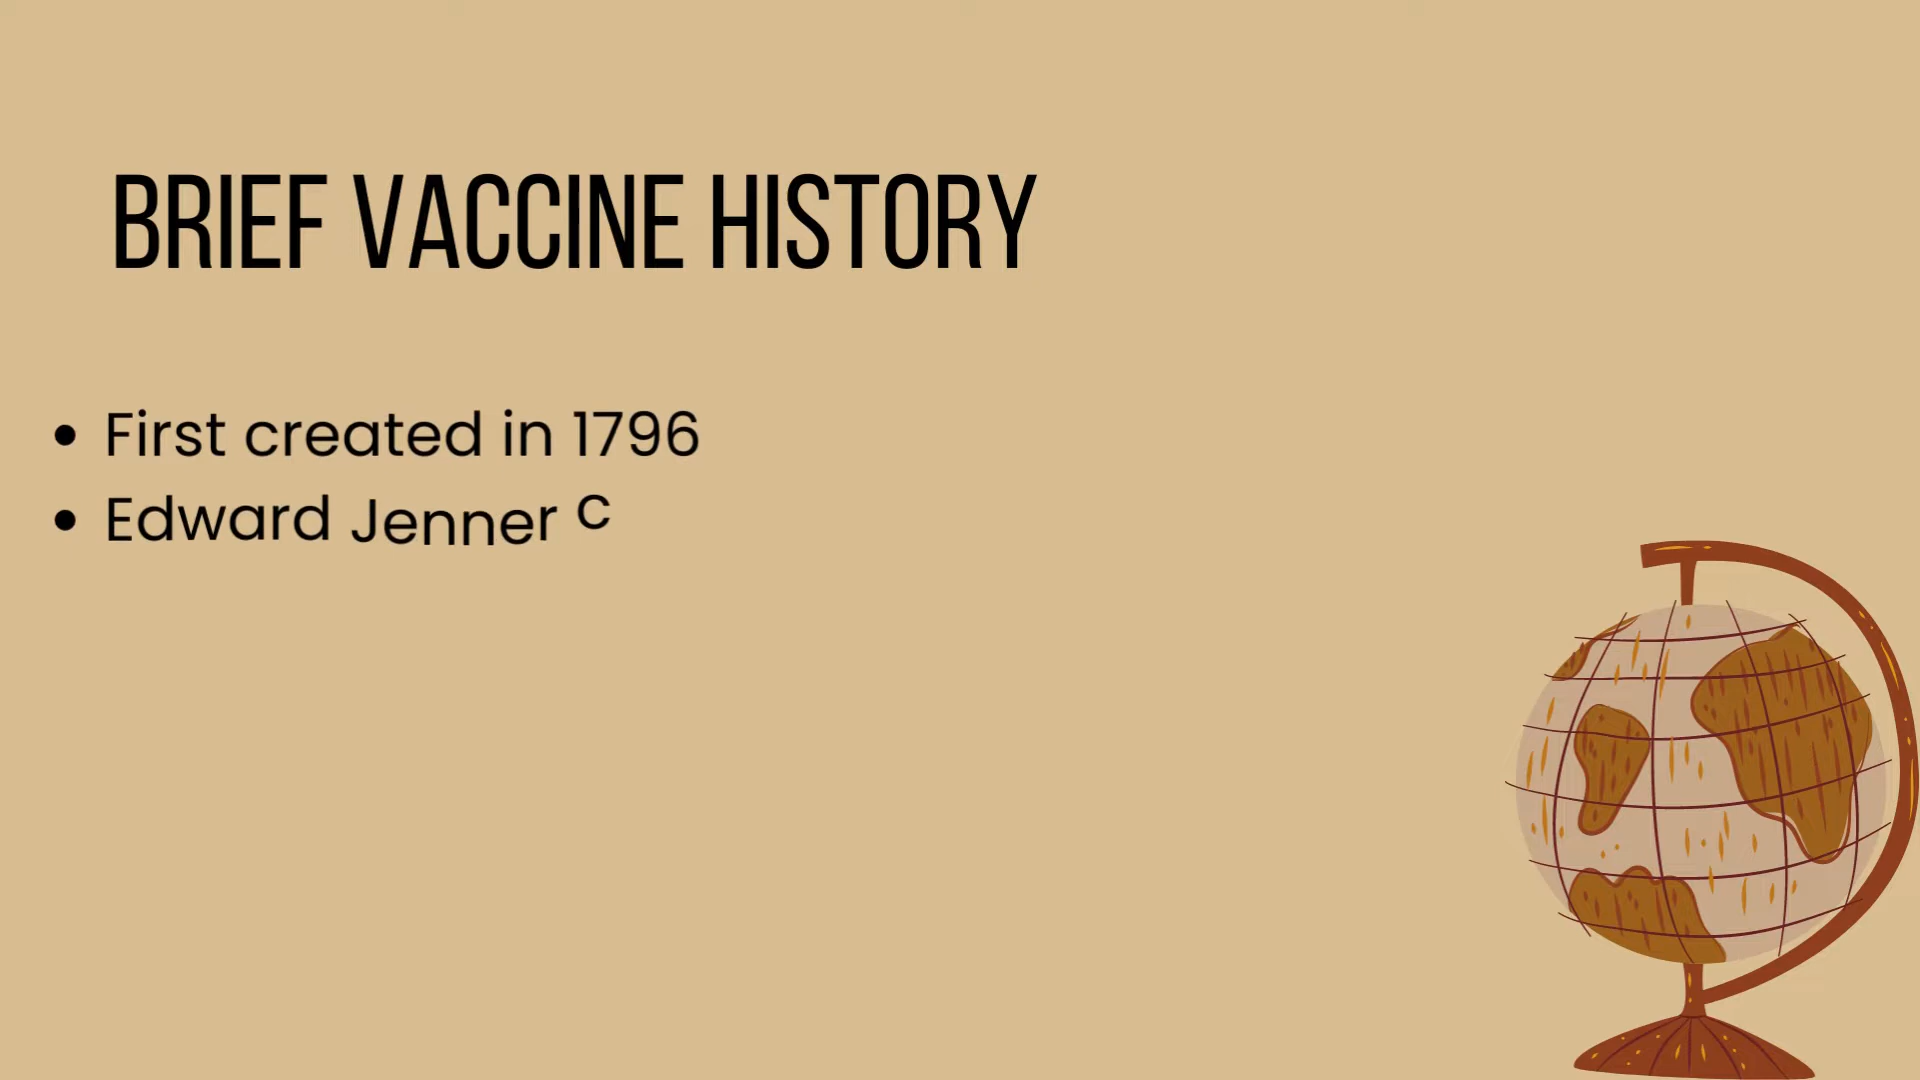 BRIEF VACCINE HISTORY
• First created in 1796
• Edward Jenner c